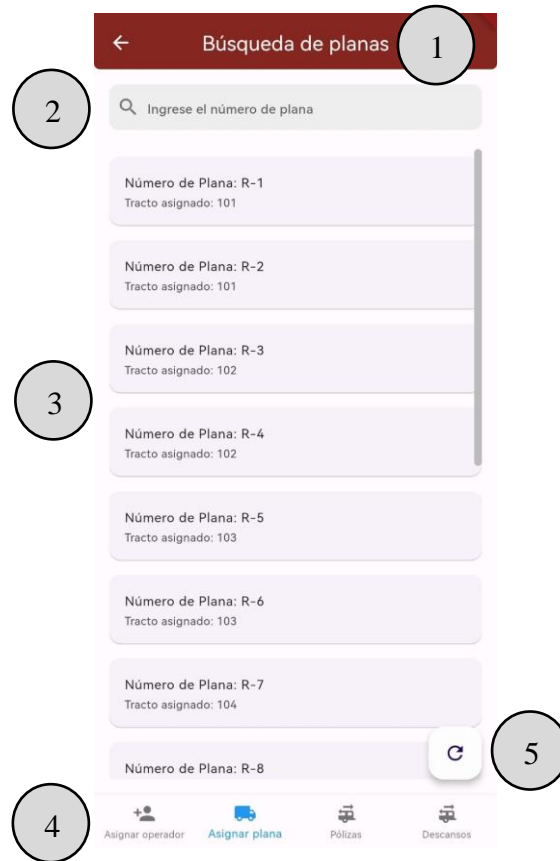 Búsqueda de planas
1
2
Ingrese el número de plana
Número de Plana: R-1
Tracto asignado: 101
Número de Plana: R-2
Tracto asignado: 101
Número de Plana: R-3
Tracto asignado: 102
3
Número de Plana: R-4
Tracto asignado: 102
Número de Plana: R-5
Tracto asignado: 103
Número de Plana: R-6
Tracto asignado: 103
Número de Plana: R-7
Tracto asignado: 104
5
Número de Plana: R-8
4
Asignar operador
Asignar plana
Pólizas
Descansos